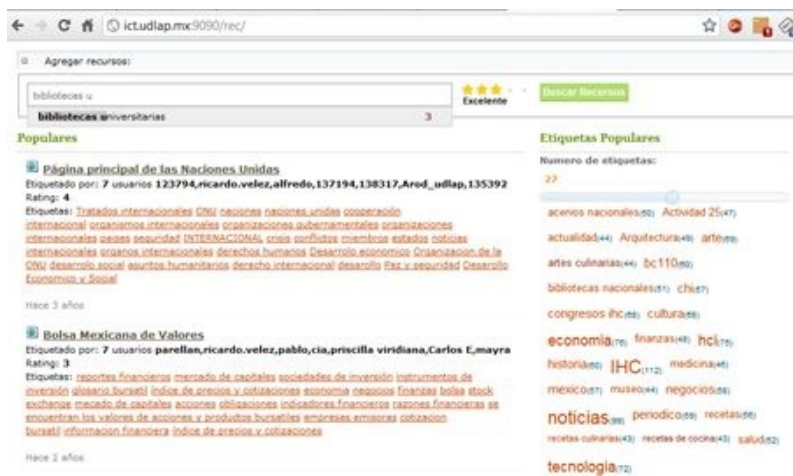 ict.udlap.mx:9090/rec/
Agregar recursos:
bibliotecas u
Excelente
Buscar Recursos
bibliotecas universitarias 3
Populares
Página principal de las Naciones Unidas
Etiquetado por: 7 usuarios 123794,ricardo.velez,alfredo,137194,138317,Arod_udlap,135392
Rating: 4
Etiquetas: Tratados internacionales ONU naciones naciones unidas cooperación
internacional organismos internacionales organizaciones gubernamentales organizaciones
internacionales paises seguridad INTERNACIONAL crisis conflictos miembros estados noticias
internacionales organos internacionales derechos humanos Desarrollo economico Organizacion de la
ONU desarrollo social asuntos humanitarios derecho internacional desarollo Paz y seguridad Desarollo
Economico y Social
Hace 3 años
Bolsa Mexicana de Valores
Etiquetado por: 7 usuarios parellan,ricardo.velez,pablo,cia,priscilla viridiana,Carlos E,mayra
Rating: 3
Etiquetas: reportes financieros mercado de capitales sociedades de inversión instrumentos de
inversión glosario bursatil índice de precios y cotizaciones economia negocios finanzas bolsa stock
exchange mecado de capitales acciones obligaciones indicadores financieros razones financieras se
encuentran los valores de acciones y productos bursatiles empresas emisoras cotizacion
bursatil informacion financiera índice de precios y cotizaciones
Hace 2 años
Etiquetas Populares
Numero de etiquetas:
27
acervos nacionales(50) Actividad 25(47)
actualidad(44) Arquitectura(49) arte(59)
artes culinarias(44) bc110(60)
bibliotecas nacionales(51) chi(57)
congresos ihc(55) cultura(58)
economia(76) finanzas(48) hci(75)
historia(60) IHC(112) medicina(46)
mexico(57) museo(44) negocios(58)
noticias(99) periodico(59) recetas(56)
recetas culinarias(43) recetas de cocina(43) salud(52)
tecnologia(72)